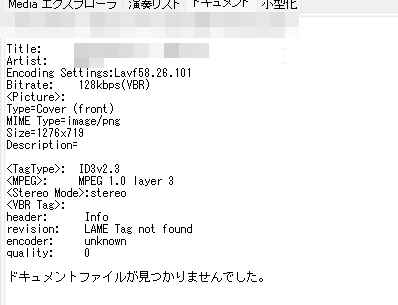 Media エクスプローラ 演奏リスト ドキュメント 小型化
Title:
Artist:
Encoding Settings:Lavf58.26.101
Bitrate: 128kbps(VBR)
<Picture>:
Type=Cover (front)
MIME Type=image/png
Size=1276x719
Description=
<TagType>: ID3v2.3
<MPEG>: MPEG 1.0 layer 3
<Stereo Mode>:stereo
<VBR Tag>:
header: Info
revision: LAME Tag not found
encoder: unknown
quality: 0
ドキュメントファイルが見つかりませんでした。